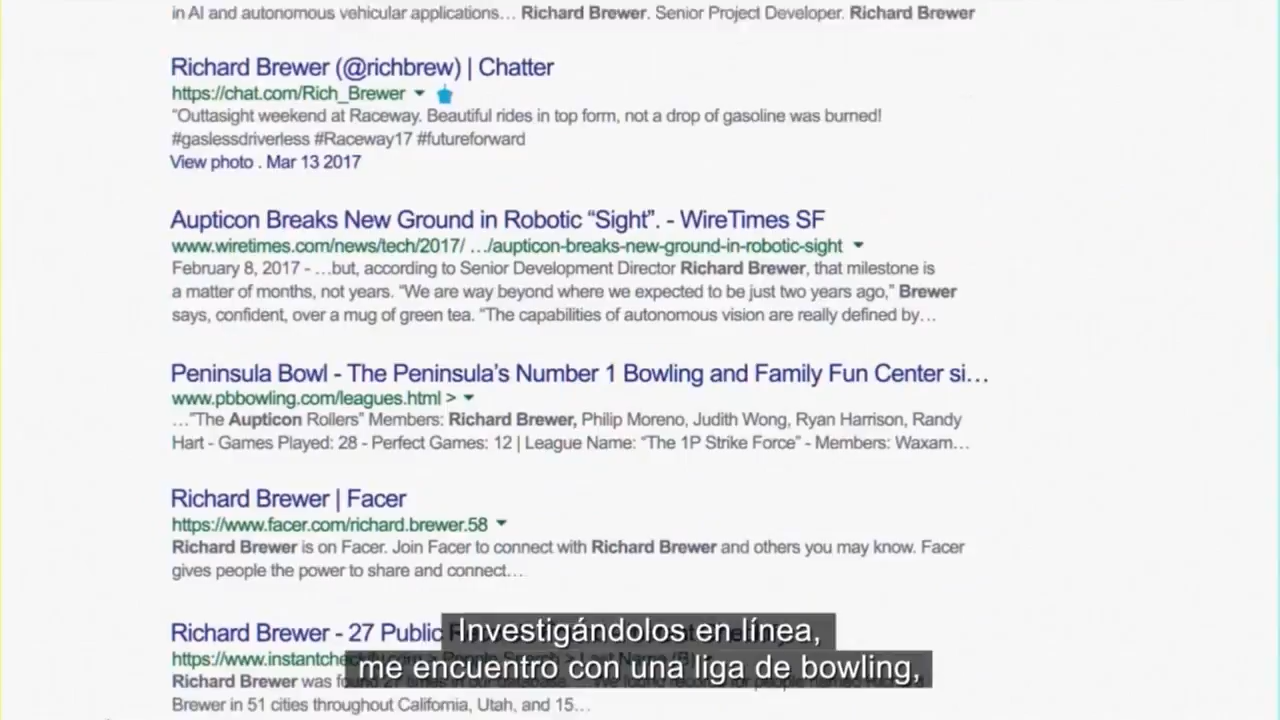 in AI and autonomous vehicular applications… Richard Brewer. Senior Project Developer. Richard Brewer
Richard Brewer (@richbrew) | Chatter
https://chat.com/Rich_Brewer
“Outtasight weekend at Raceway. Beautiful rides in top form, not a drop of gasoline was burned!
#gaslessdriverless #Raceway17 #futureforward
View photo . Mar 13 2017
Aupticon Breaks New Ground in Robotic “Sight”. - WireTimes SF
www.wiretimes.com/news/tech/2017/ …/aupticon-breaks-new-ground-in-robotic-sight
February 8, 2017 - …but, according to Senior Development Director Richard Brewer, that milestone is
a matter of months, not years. “We are way beyond where we expected to be just two years ago,” Brewer
says, confident, over a mug of green tea. “The capabilities of autonomous vision are really defined by…
Peninsula Bowl - The Peninsula’s Number 1 Bowling and Family Fun Center si…
www.pbbowling.com/leagues.html >
…”The Aupticon Rollers” Members: Richard Brewer, Philip Moreno, Judith Wong, Ryan Harrison, Randy
Hart - Games Played: 28 - Perfect Games: 12 | League Name: “The 1P Strike Force” - Members: Waxam…
Richard Brewer | Facer
https://www.facer.com/richard.brewer.58
Richard Brewer is on Facer. Join Facer to connect with Richard Brewer and others you may know. Facer
gives people the power to share and connect…
Richard Brewer - 27 Public
https://www.instantche
Richard Brewer was
Brewer in 51 cities throughout California, Utah, and 15…
Investigándolos en línea,
me encuentro con una liga de bowling,